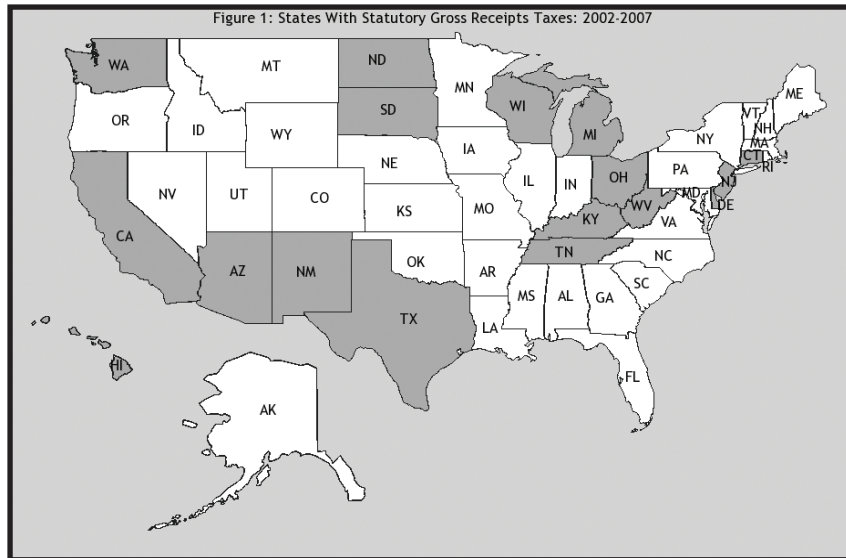 Figure 1: States With Statutory Gross Receipts Taxes: 2002-2007
WA
MT
ND
MN
ME
OR
ID
WY
SD
WI
MI
VT
NH
NY
MA
CT
RI
NV
UT
CO
NE
IA
IL
IN
OH
PA
NJ
MD
DE
CA
KS
MO
KY
WV
VA
AZ
NM
OK
AR
TN
NC
TX
LA
MS
AL
GA
SC
FL
HI
AK